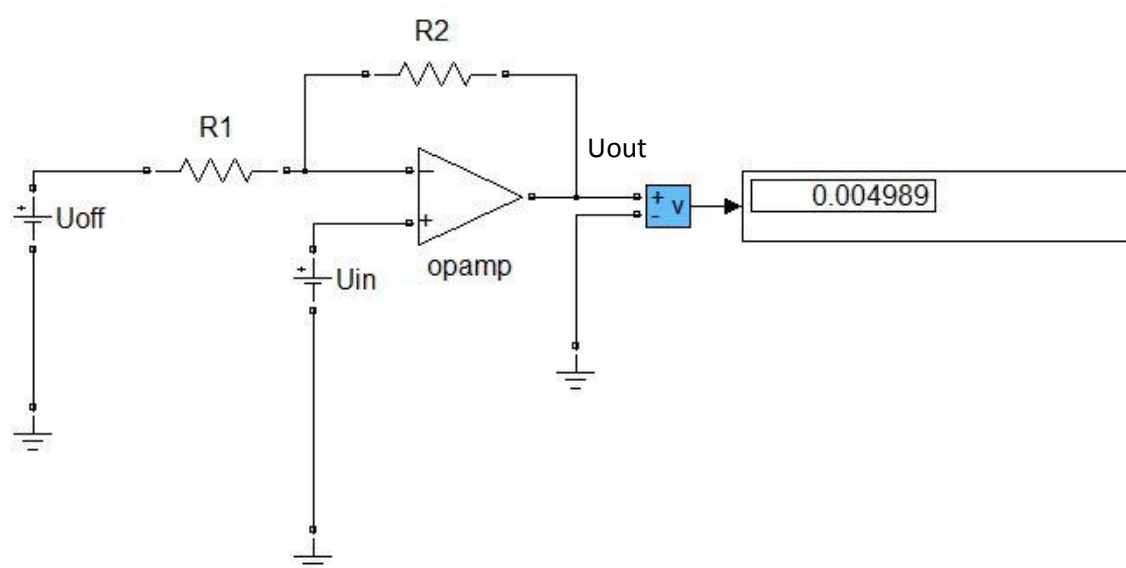 R2
R1
Uout
+ Uoff
−
+
opamp
+ Uin
+
-
v
0.004989